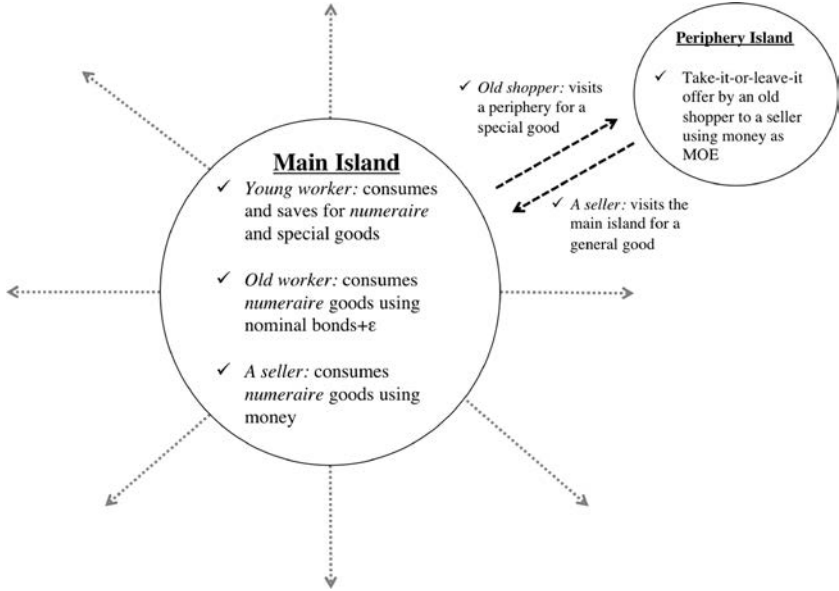 Main Island
✓ Young worker: consumes
and saves for numeraire
and special goods
✓ Old worker: consumes
numeraire goods using
nominal bonds+ε
✓ A seller: consumes
numeraire goods using
money
✓ Old shopper: visits
a periphery for a
special good
✓ A seller: visits the
main island for a
general good
Periphery Island
✓ Take-it-or-leave-it
offer by an old
shopper to a seller
using money as
MOE